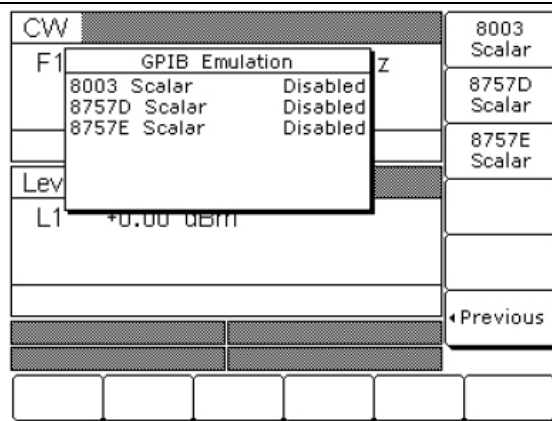 CW
F1
z
GPIB Emulation
8003 Scalar Disabled
8757D Scalar Disabled
8757E Scalar Disabled
Lev
L1 +0.00 dBm
8003
Scalar
8757D
Scalar
8757E
Scalar
Previous